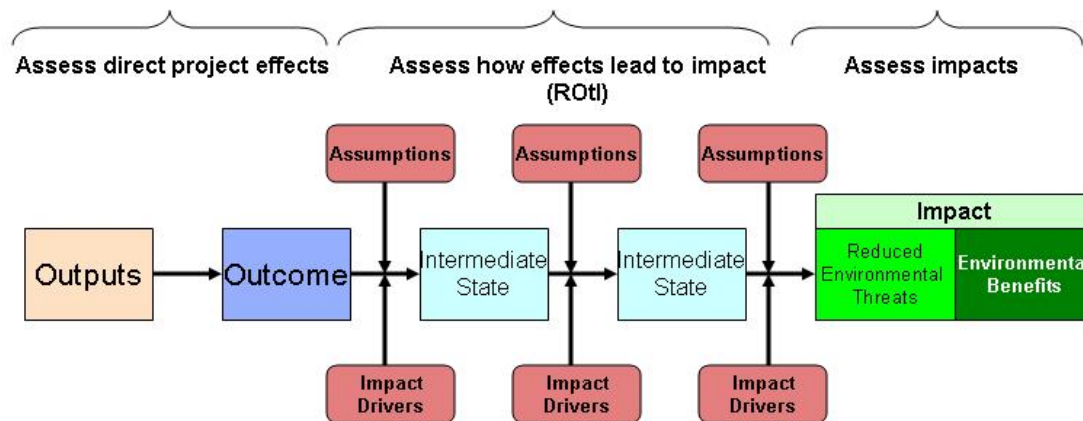 Assess direct project effects
Assess how effects lead to impact
(ROtI)
Assess impacts
Assumptions
Assumptions
Assumptions
Outputs
Outcome
Intermediate
State
Intermediate
State
Impact
Reduced
Environmental
Threats
Environmental
Benefits
Impact
Drivers
Impact
Drivers
Impact
Drivers